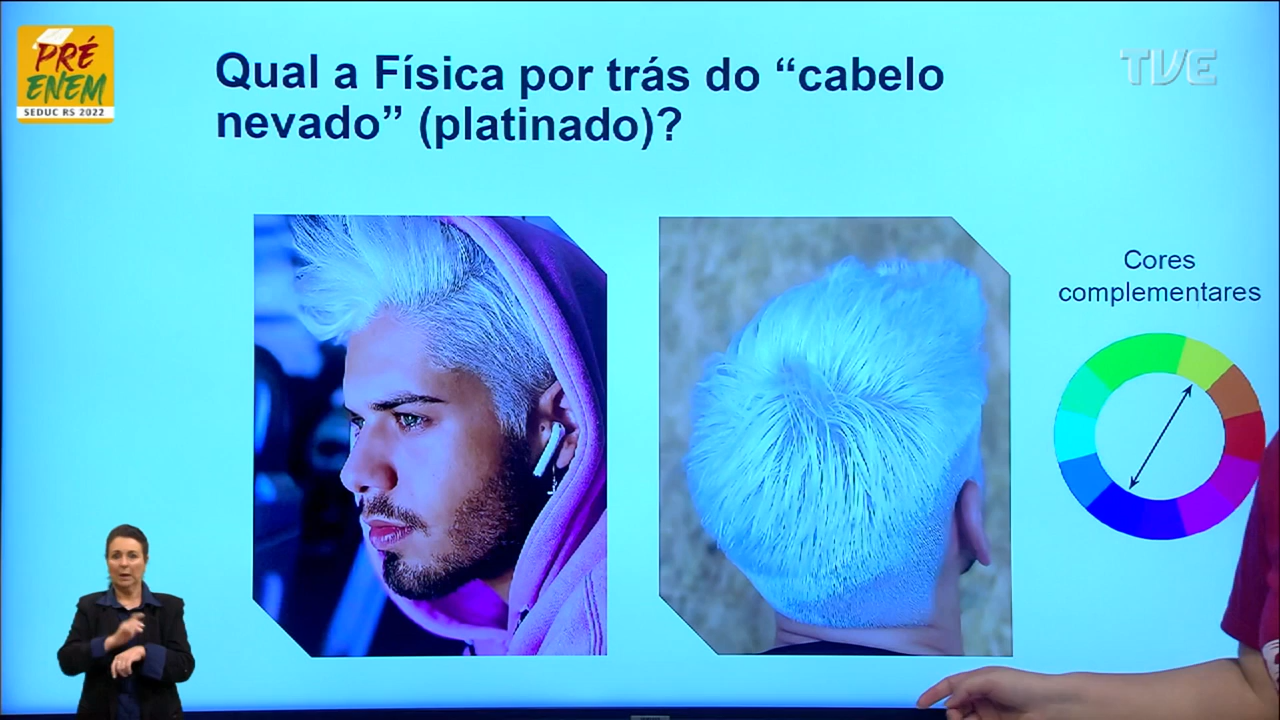 PRÉ
ENEM
SEDUC RS 2022
Qual a Física por trás do “cabelo
nevado” (platinado)?
TVE
Cores
complementares